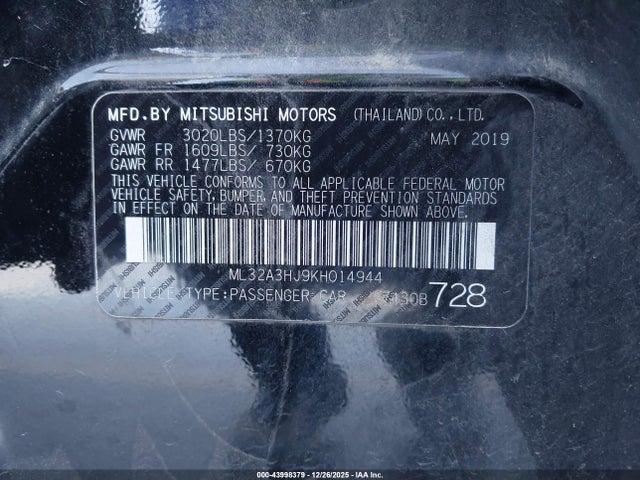 MFD.BY MITSUBISHI MOTORS (THAILAND)CO.,LTD.
GVWR 3020LBS/1370KG MAY 2019
GAWR FR 1609LBS/ 730KG
GAWR RR 1477LBS/ 670KG
THIS VEHICLE CONFORMS TO ALL APPLICABLE FEDERAL MOTOR
VEHICLE SAFETY, BUMPER, AND THEFT PREVENTION STANDARDS
IN EFFECT ON THE DATE OF MANUFACTURE SHOWN ABOVE.
ML32A3HJ9KH014944
VEHICLE TYPE:PASSENGER CAR 728
000-43998379 - 12/26/2025 - IAA Inc.